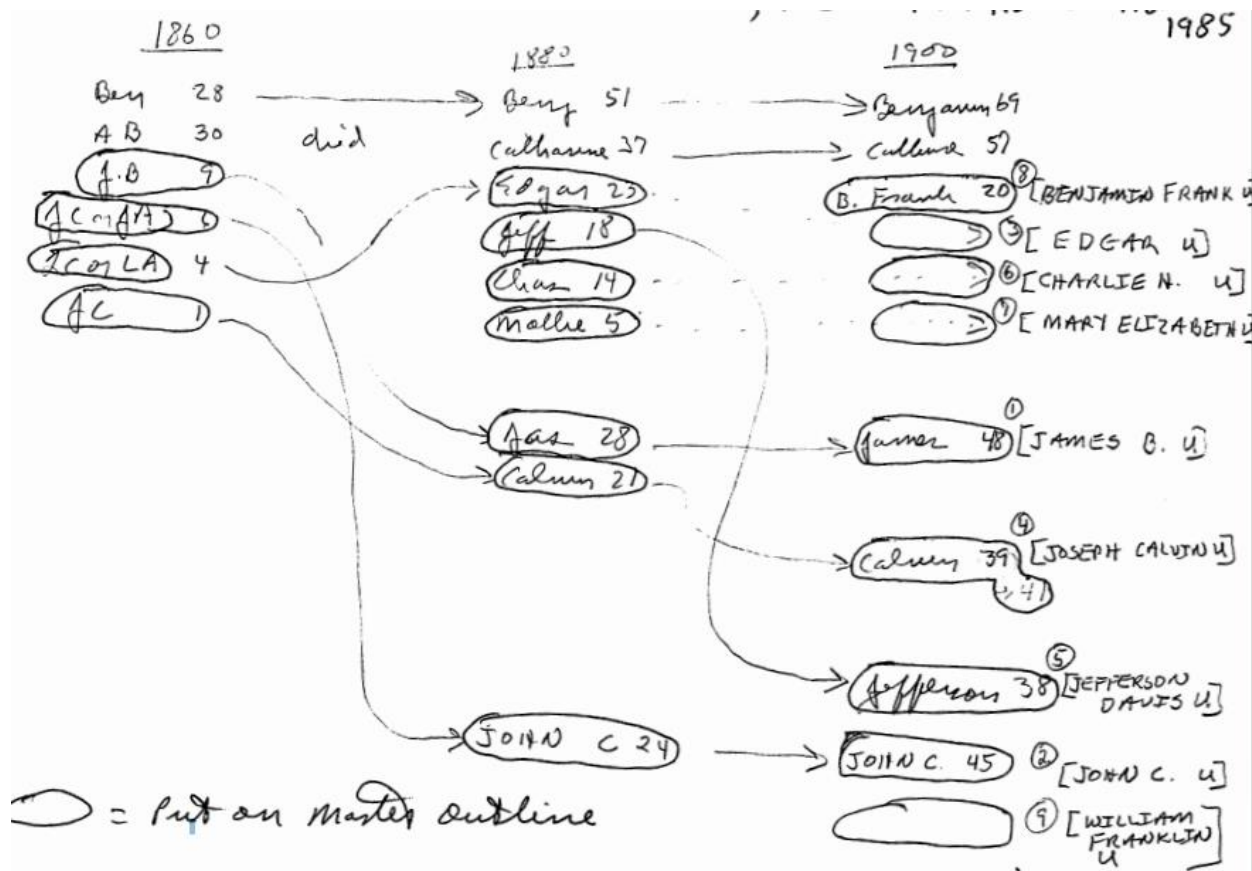 1985
1860 1880 1900
Ben 28 Benj 51 Benjamin 69
A B 30 died Catharine 37 57
J.B 9 Edgar 23 B. Frank 20 ⑧ [BENJAMIN FRANK U
Jeff 18 ③ [EDGAR U]
LA 4 Chas 14 ⑥ [CHARLIE N. U]
JC 1 Mollie 5 ⑦ [MARY ELIZABETH U]
Jas 28 James 48 ① [JAMES B. U]
Calvin 21
Calvin 39 ④ [JOSEPH CALVIN U]
41
Jefferson 38 ⑤ [JEFFERSON
DAVIS U]
JOHN C 24 JOHN C. 45 ② [JOHN C. U]
= Put on Master outline ⑨ [WILLIAM
FRANKLIN
U]